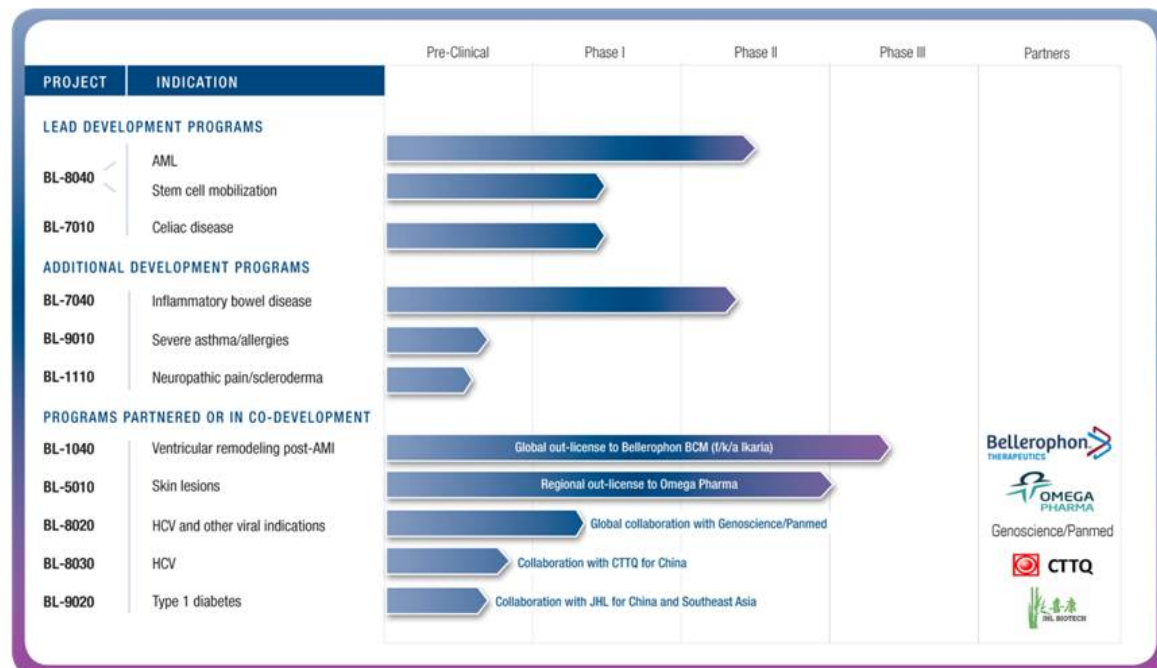 Pre-Clinical Phase I Phase II Phase III Partners
PROJECT INDICATION
LEAD DEVELOPMENT PROGRAMS
BL-8040 AML
Stem cell mobilization
BL-7010 Celiac disease
ADDITIONAL DEVELOPMENT PROGRAMS
BL-7040 Inflammatory bowel disease
BL-9010 Severe asthma/allergies
BL-1110 Neuropathic pain/scleroderma
PROGRAMS PARTNERED OR IN CO-DEVELOPMENT
BL-1040 Ventricular remodeling post-AMI Global out-license to Bellerophon BCM (f/k/a Ikaria) Bellerophon
THERAPEUTICS
BL-5010 Skin lesions Regional out-license to Omega Pharma OMEGA
PHARMA
BL-8020 HCV and other viral indications Global collaboration with Genoscience/Panmed Genoscience/Panmed
BL-8030 HCV Collaboration with CTTQ for China CTTQ
BL-9020 Type 1 diabetes Collaboration with JHL for China and Southeast Asia 喜康
JHL BIOTECH